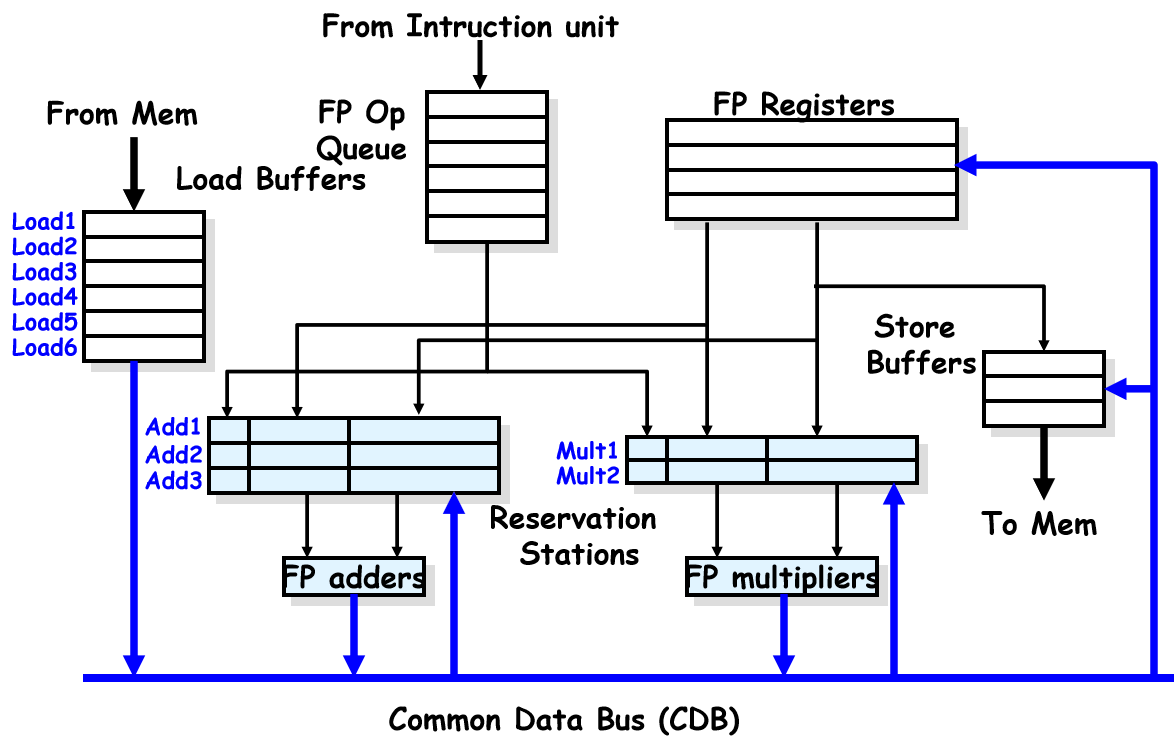 From Intruction unit
From Mem
FP Op
Queue
FP Registers
Load Buffers
Load1
Load2
Load3
Load4
Load5
Load6
Store
Buffers
Add1
Add2
Add3
Mult1
Mult2
Reservation
Stations
To Mem
FP adders
FP multipliers
Common Data Bus (CDB)